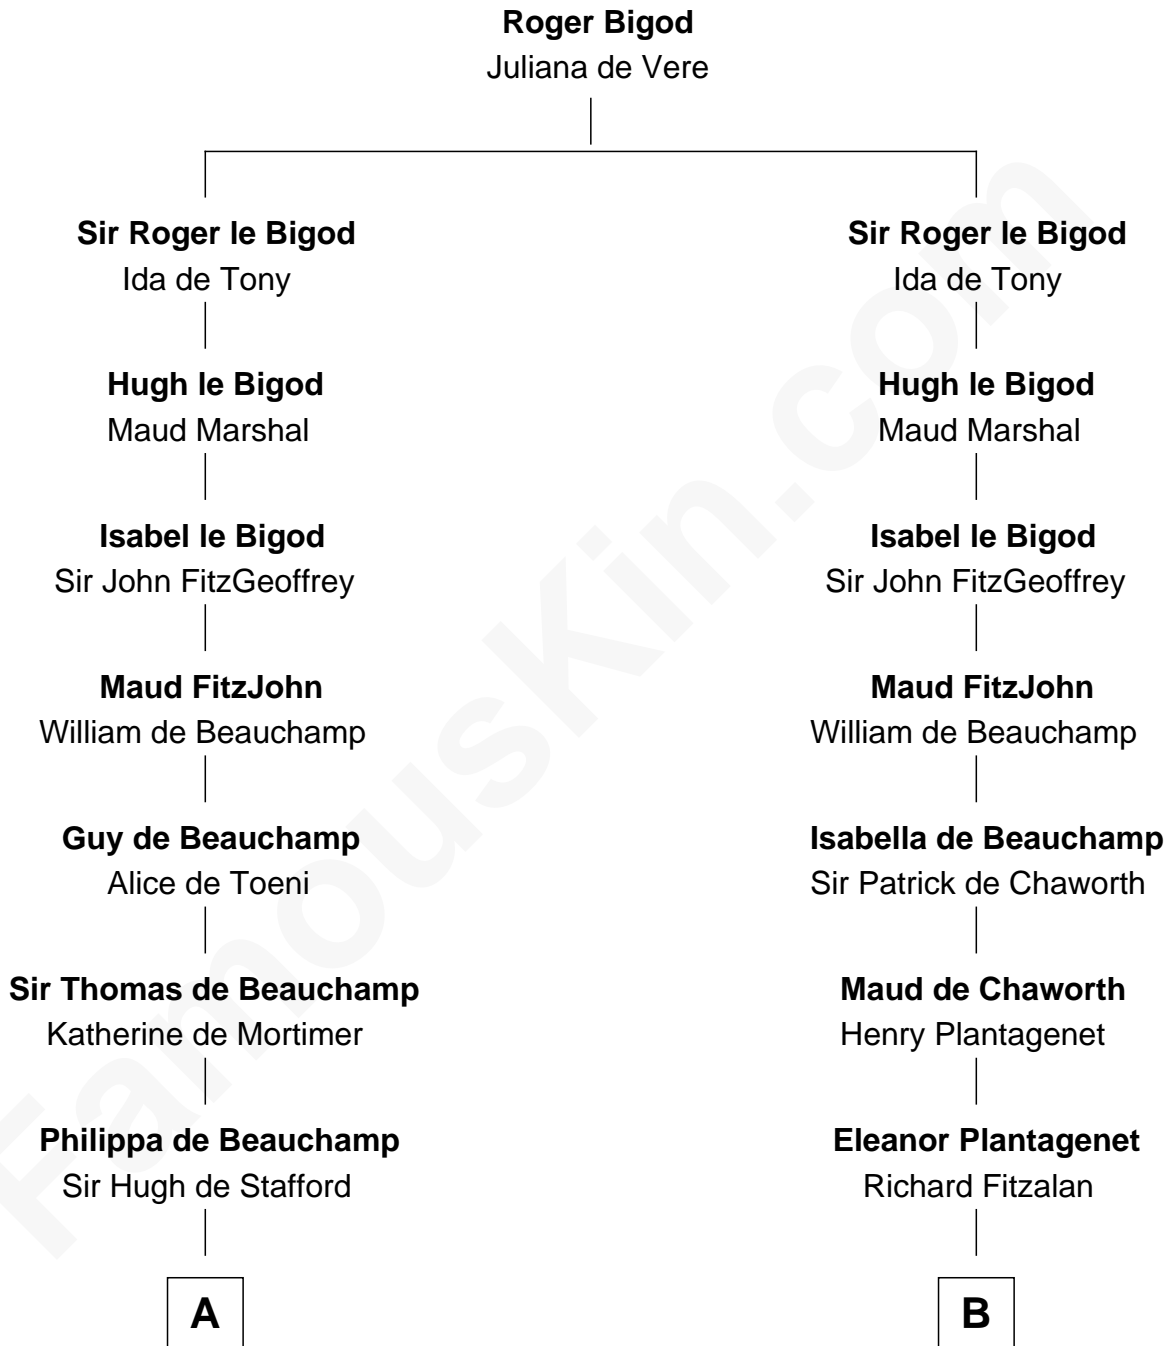 Roger Bigod
Juliana de Vere
Sir Roger le Bigod
Ida de Tony
Hugh le Bigod
Maud Marshal
Isabel le Bigod
Sir John FitzGeoffrey
Maud FitzJohn
William de Beauchamp
Guy de Beauchamp
Alice de Toeni
Sir Thomas de Beauchamp
Katherine de Mortimer
Philippa de Beauchamp
Sir Hugh de Stafford
A
Sir Roger le Bigod
Ida de Tony
Hugh le Bigod
Maud Marshal
Isabel le Bigod
Sir John FitzGeoffrey
Maud FitzJohn
William de Beauchamp
Isabella de Beauchamp
Sir Patrick de Chaworth
Maud de Chaworth
Henry Plantagenet
Eleanor Plantagenet
Richard Fitzalan
B
FamousKin.com